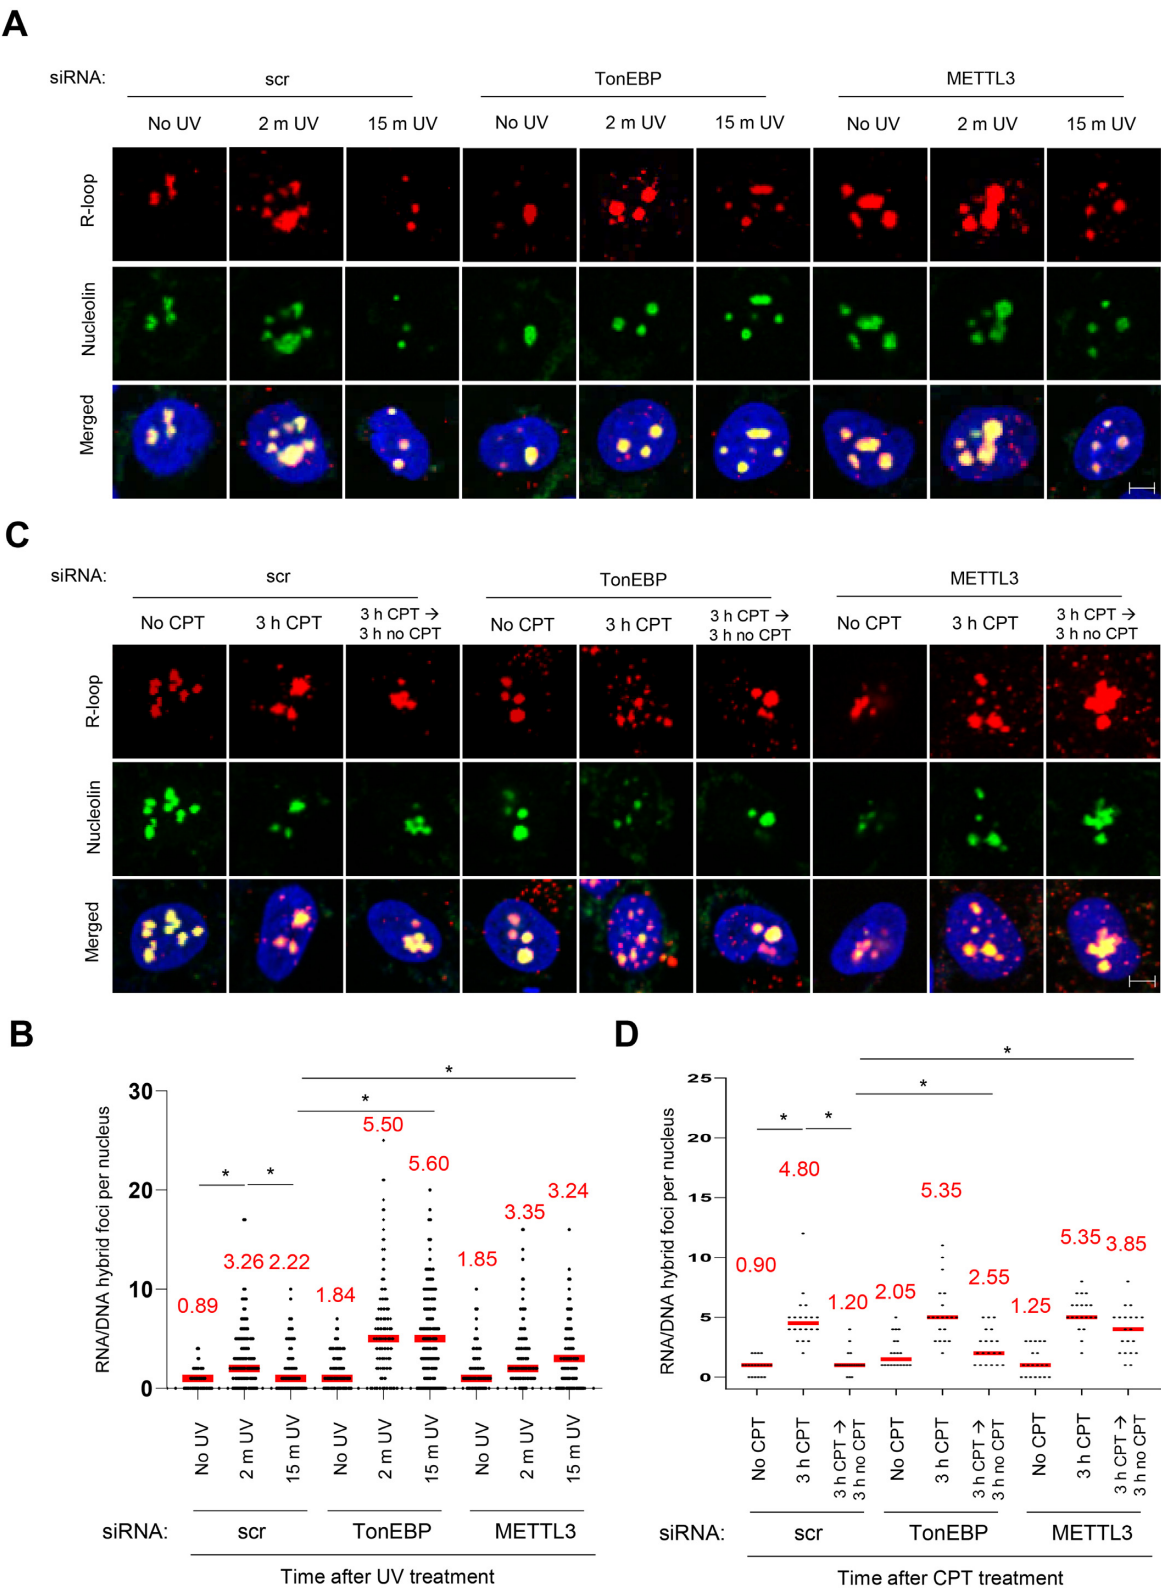 A
siRNA: scr TonEBP METTL3
No UV 2 m UV 15 m UV No UV 2 m UV 15 m UV No UV 2 m UV 15 m UV
R-loop
Nucleolin
Merged
C
siRNA: scr TonEBP METTL3
No CPT 3 h CPT 3 h CPT → 3 h no CPT No CPT 3 h CPT 3 h CPT → 3 h no CPT No CPT 3 h CPT 3 h CPT → 3 h no CPT
R-loop
Nucleolin
Merged
B
RNA/DNA hybrid foci per nucleus
30
20
10
0
* * * *
0.89 3.26 2.22 1.84 5.50 5.60 1.85 3.35 3.24
No UV 2 m UV 15 m UV No UV 2 m UV 15 m UV No UV 2 m UV 15 m UV
siRNA: scr TonEBP METTL3
Time after UV treatment
D
RNA/DNA hybrid foci per nucleus
25
20
15
10
5
0
* * * *
0.90 4.80 1.20 2.05 5.35 2.55 1.25 5.35 3.85
No CPT 3 h CPT 3 h CPT → 3 h no CPT No CPT 3 h CPT 3 h CPT → 3 h no CPT No CPT 3 h CPT 3 h CPT → 3 h no CPT
siRNA: scr TonEBP METTL3
Time after CPT treatment